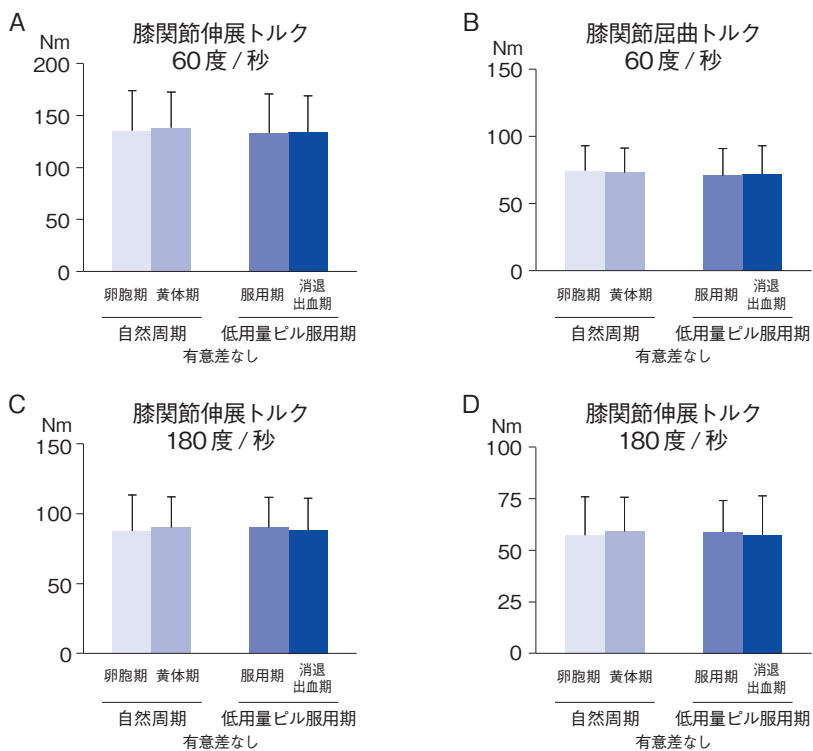 A
膝関節伸展トルク
60度/秒
Nm
200
150
100
50
0
卵胞期 黄体期 服用期 消退
出血期
自然周期 低用量ピル服用期
有意差なし
B
膝関節屈曲トルク
60度/秒
Nm
150
100
50
0
卵胞期 黄体期 服用期 消退
出血期
自然周期 低用量ピル服用期
有意差なし
C
膝関節伸展トルク
180度/秒
Nm
150
100
50
0
卵胞期 黄体期 服用期 消退
出血期
自然周期 低用量ピル服用期
有意差なし
D
膝関節伸展トルク
180度/秒
Nm
100
75
50
25
0
卵胞期 黄体期 服用期 消退
出血期
自然周期 低用量ピル服用期
有意差なし